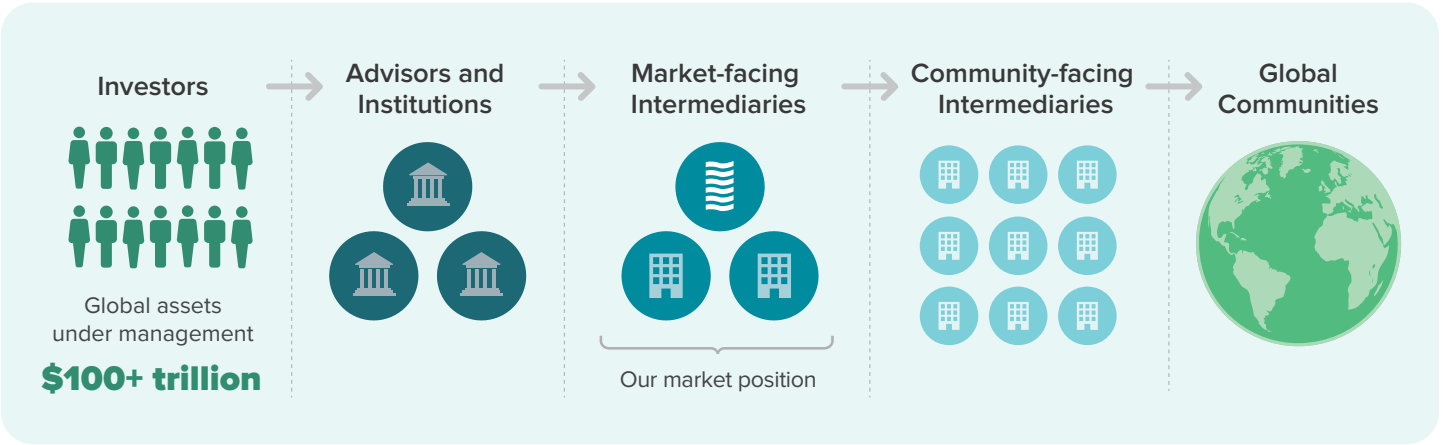 Investors
Advisors and
Institutions
Market-facing
Intermediaries
Community-facing
Intermediaries
Global
Communities
Global assets
under management
$100+ trillion
Our market position